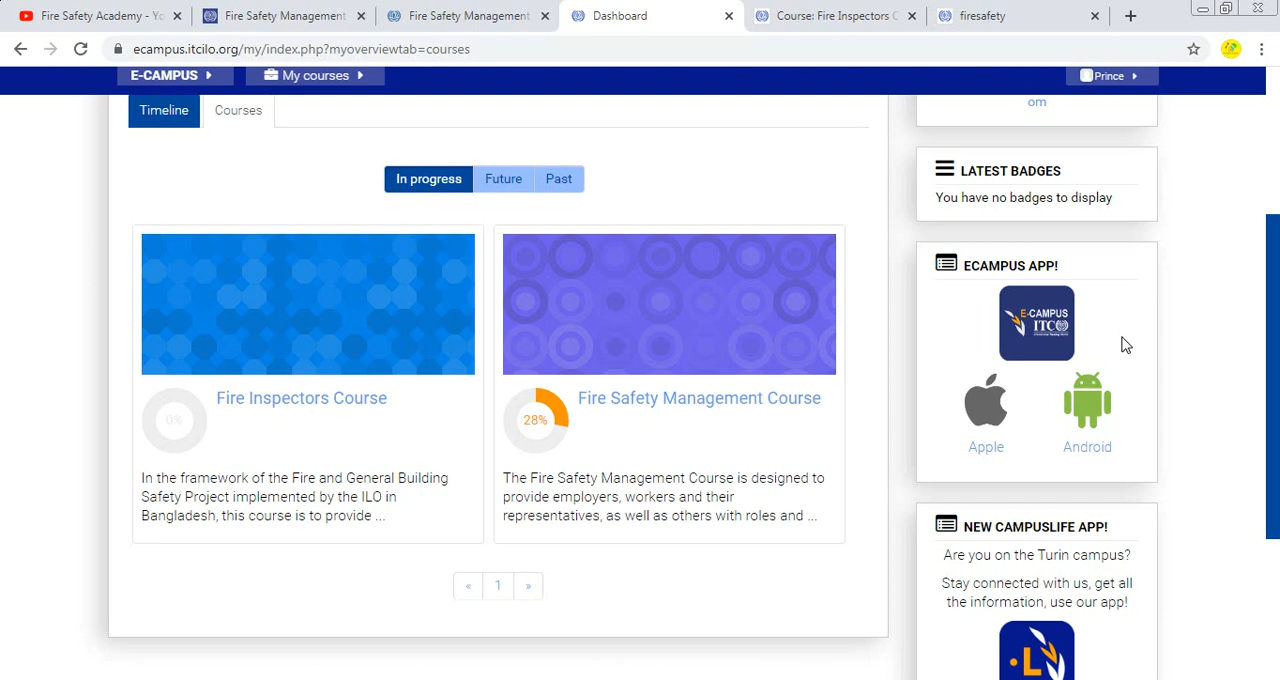 Fire Safety Academy - Yo
Fire Safety Management
Fire Safety Management
Dashboard
Course: Fire Inspectors C
firesafety
ecampus.itcilo.org/my/index.php?myoverviewtab=courses
E-CAMPUS
My courses
Prince
Timeline
Courses
In progress
Future
Past
Fire Inspectors Course
0%
In the framework of the Fire and General Building
Safety Project implemented by the ILO in
Bangladesh, this course is to provide ...
Fire Safety Management Course
28%
The Fire Safety Management Course is designed to
provide employers, workers and their
representatives, as well as others with roles and ...
«
1
»
om
LATEST BADGES
You have no badges to display
ECAMPUS APP!
E-CAMPUS
Apple
Android
NEW CAMPUSLIFE APP!
Are you on the Turin campus?
Stay connected with us, get all
the information, use our app!